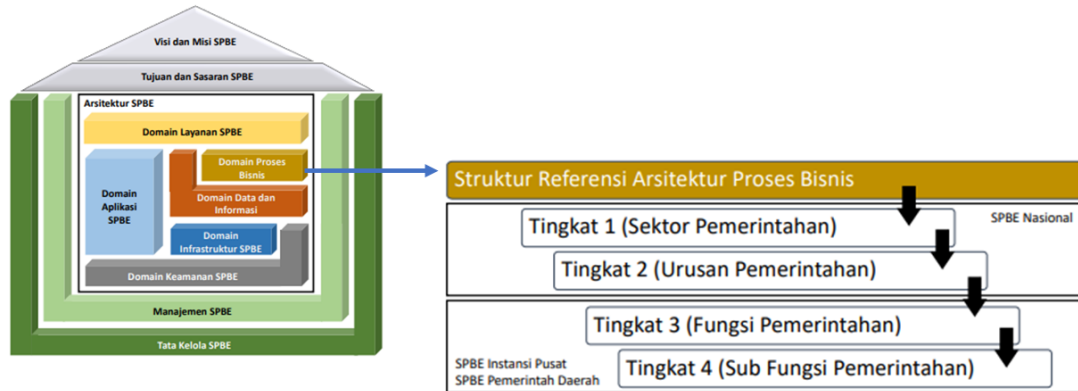 Visi dan Misi SPBE
Tujuan dan Sasaran SPBE
Arsitektur SPBE
Domain Layanan SPBE
Domain Proses
Bisnis
Domain
Aplikasi
SPBE
Domain Data dan
Informasi
Domain
Infrastruktur SPBE
Domain Keamanan SPBE
Manajemen SPBE
Tata Kelola SPBE
Struktur Referensi Arsitektur Proses Bisnis
Tingkat 1 (Sektor Pemerintahan)
SPBE Nasional
Tingkat 2 (Urusan Pemerintahan)
Tingkat 3 (Fungsi Pemerintahan)
SPBE Instansi Pusat
SPBE Pemerintah Daerah
Tingkat 4 (Sub Fungsi Pemerintahan)